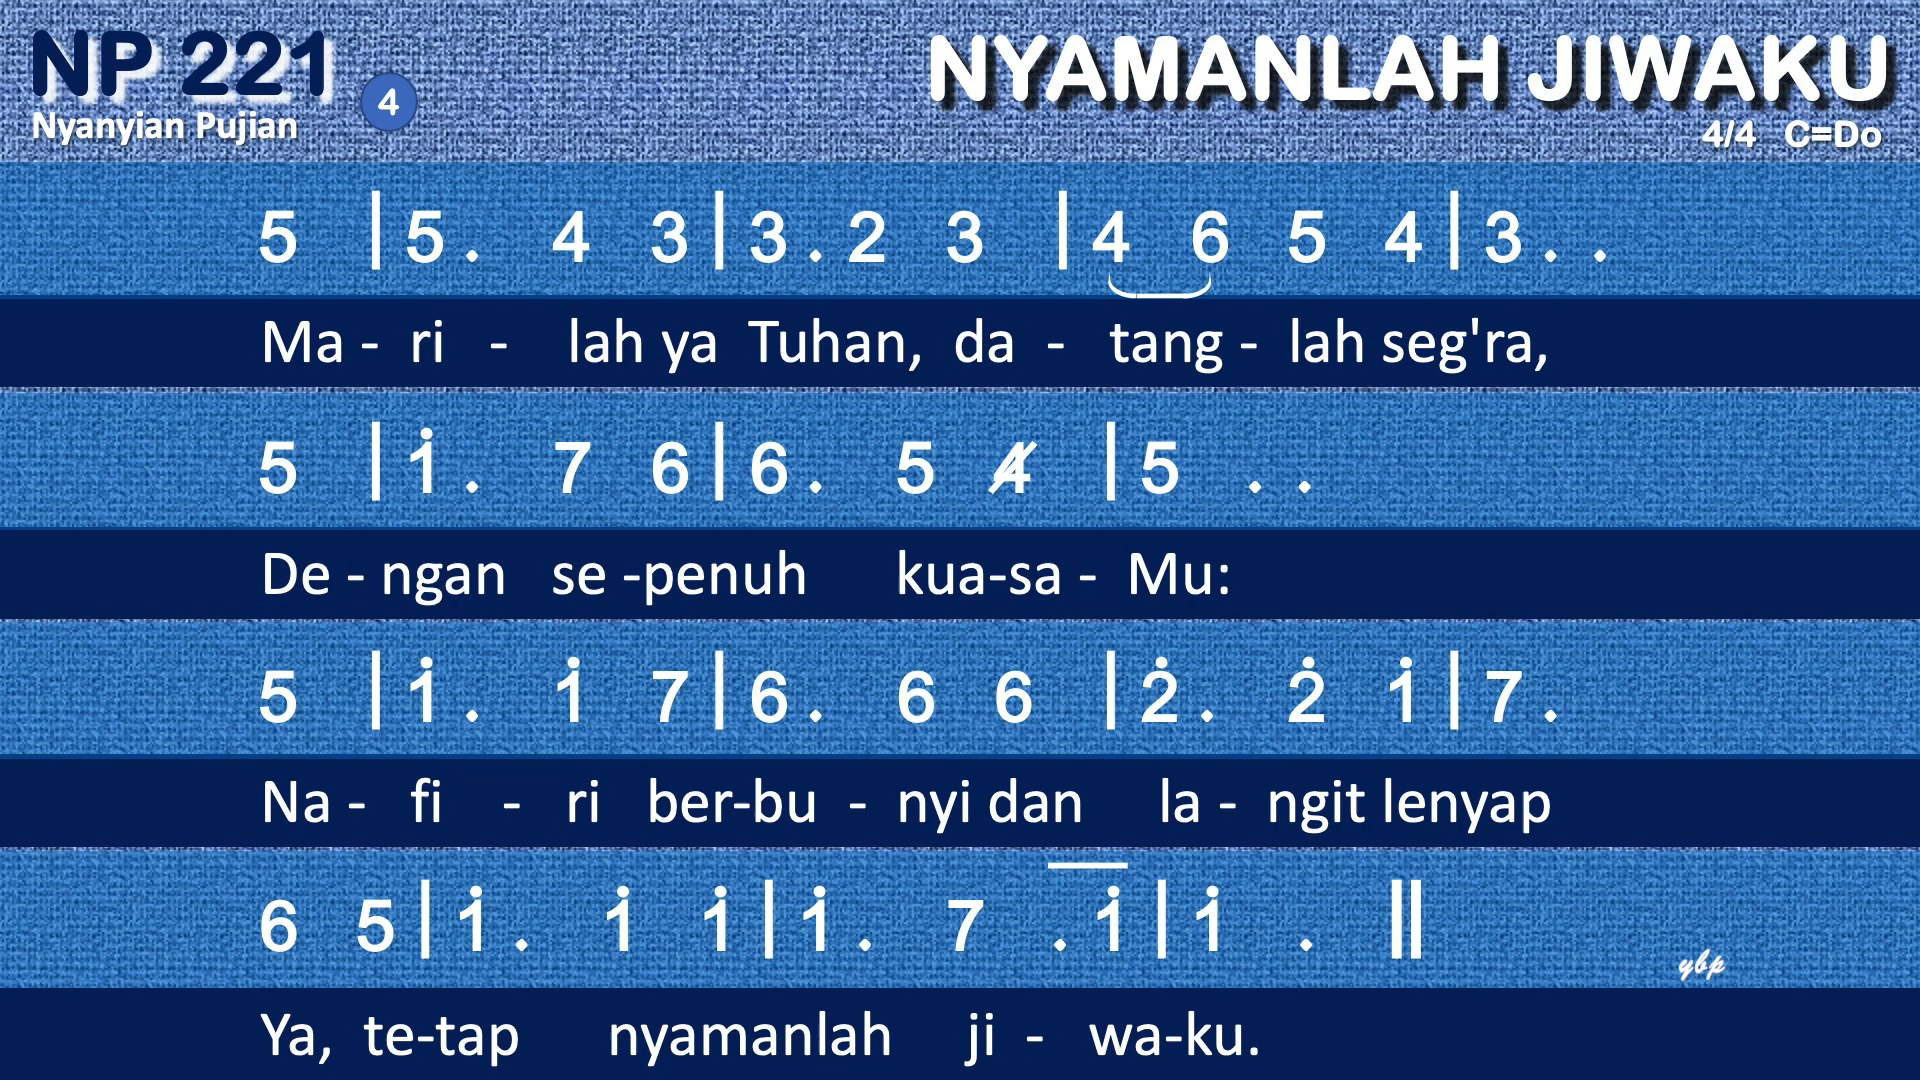 NP 221
Nyanyian Pujian
4
NYAMANLAH JIWAKU
4/4 C=Do
5 | 5 . 4 3 | 3 . 2 3 | 4 6 5 4 | 3 . .
Ma - ri - lah ya Tuhan, da - tang - lah seg'ra,
5 | 1̇ . 7 6 | 6 . 5 4̸ | 5 . .
De - ngan se -penuh kua-sa - Mu:
5 | 1̇ . 1̇ 7 | 6 . 6 6 | 2̇ . 2̇ 1̇ | 7 .
Na - fi - ri ber-bu - nyi dan la - ngit lenyap
6 5 | 1̇ . 1̇ 1̇ | 1̇ . 7 . 1̇ | 1̇ . ||
Ya, te-tap nyamanlah ji - wa-ku.
ybp